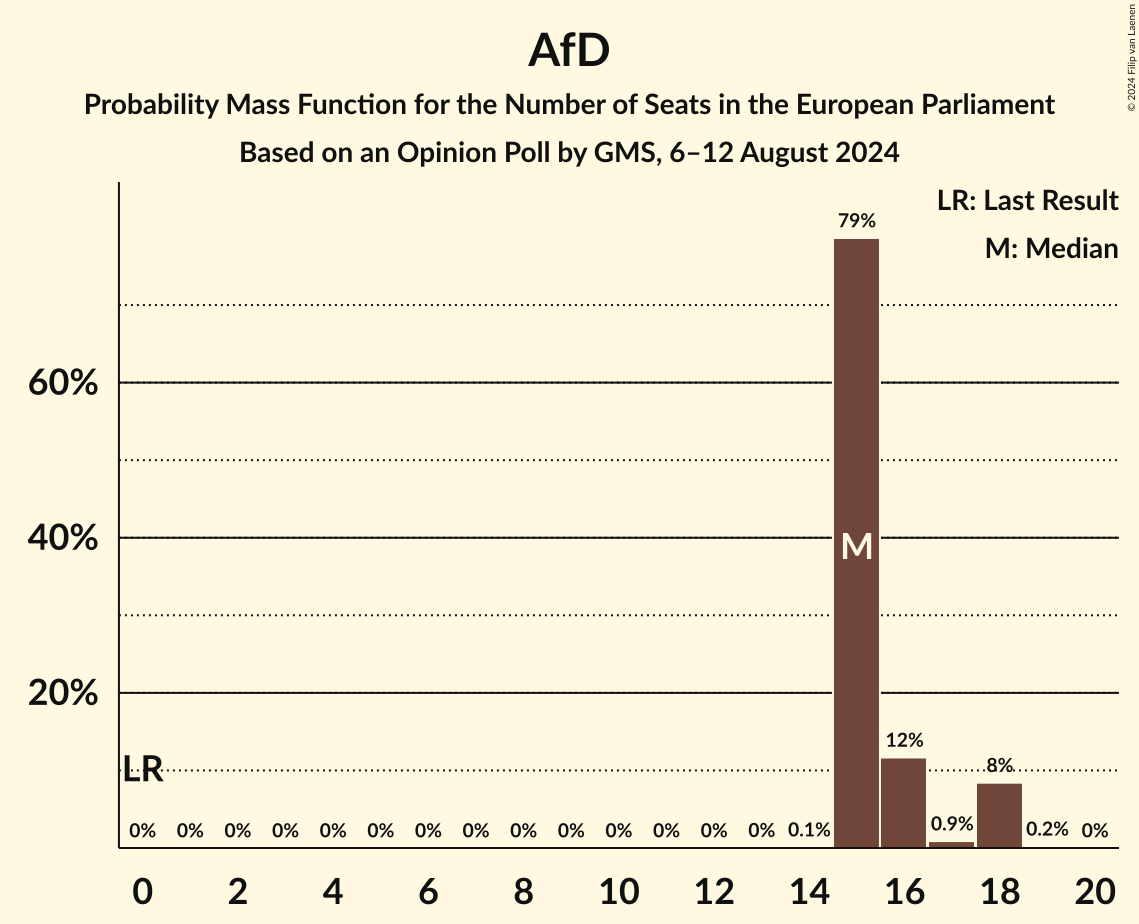 AfD
Probability Mass Function for the Number of Seats in the European Parliament
Based on an Opinion Poll by GMS, 6–12 August 2024
© 2024 Filip van Laenen
LR: Last Result
M: Median
79%
60%
40%
M
20%
12%
8%
LR
0% 0% 0% 0% 0% 0% 0% 0% 0% 0% 0% 0% 0% 0% 0.1% 0.9% 0.2% 0%
0 2 4 6 8 10 12 14 16 18 20